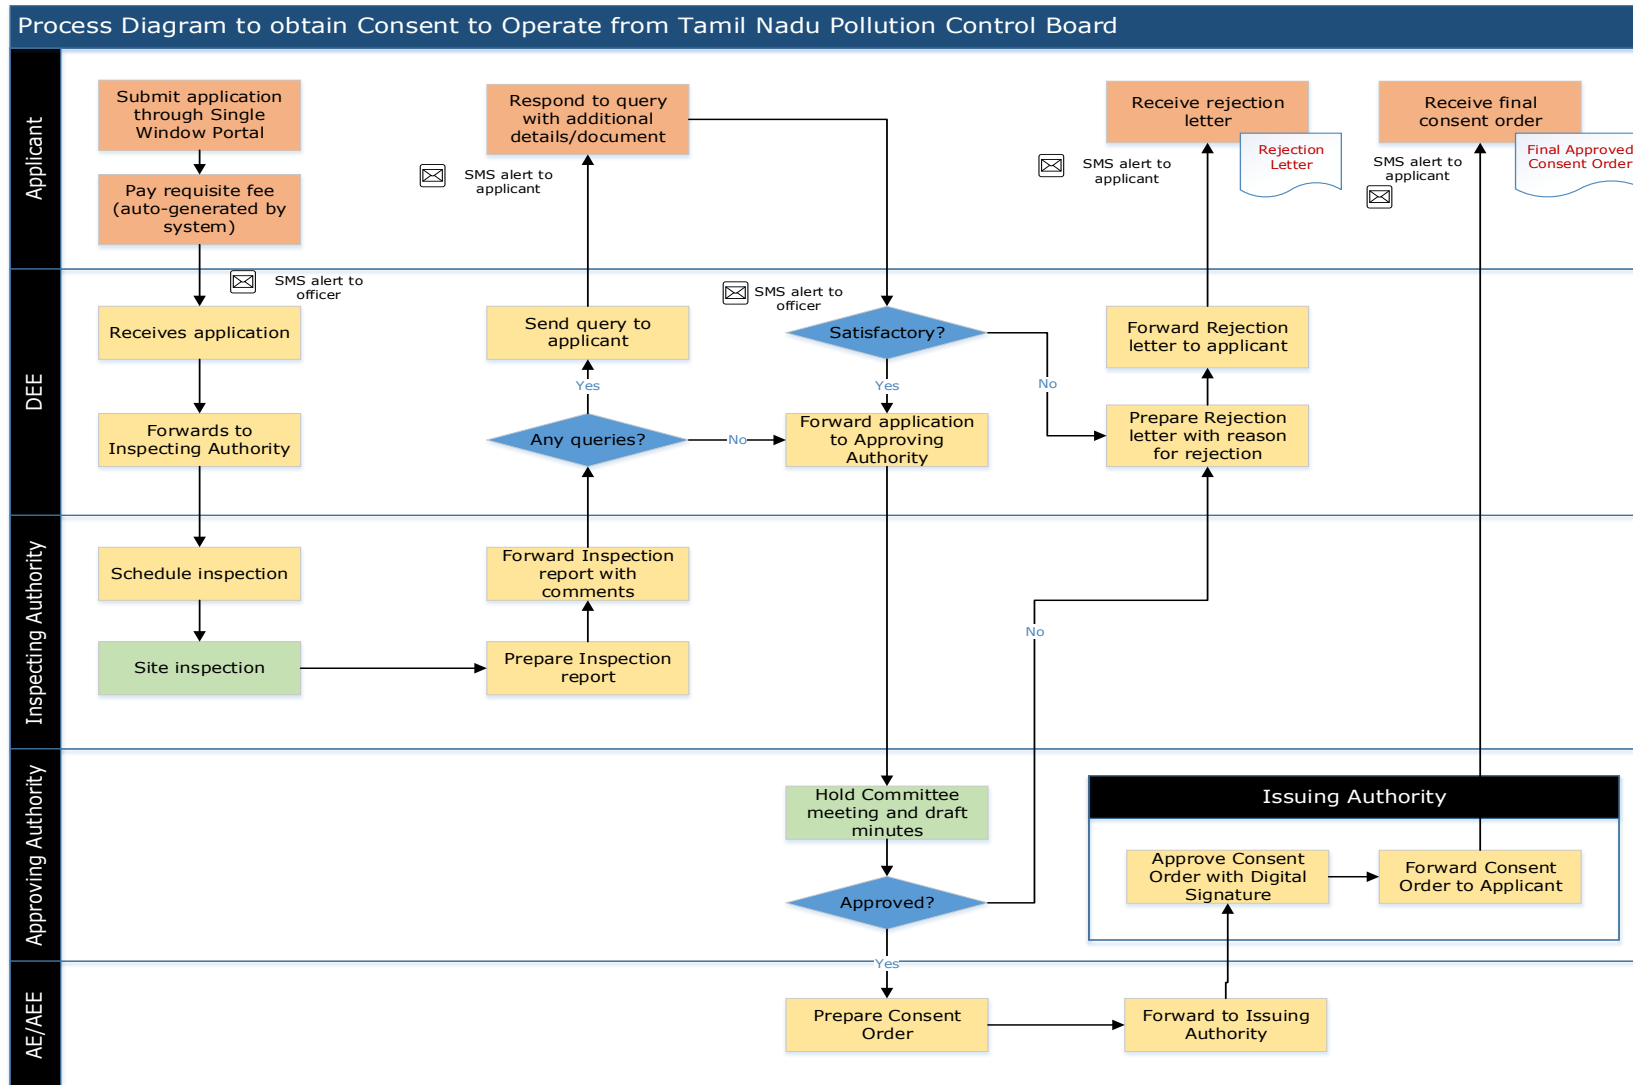 Process Diagram to obtain Consent to Operate from Tamil Nadu Pollution Control Board
Applicant
Submit application
through Single
Window Portal
Pay requisite fee
(auto-generated by
system)
SMS alert to
officer
Respond to query
with additional
details/document
SMS alert to
applicant
Receive rejection
letter
Rejection
Letter
SMS alert to
applicant
Receive final
consent order
Final Approved
Consent Order
SMS alert to
applicant
DEE
Receives application
Forwards to
Inspecting Authority
Send query to
applicant
Yes
Any queries?
No
SMS alert to
officer
Satisfactory?
Yes
No
Forward application
to Approving
Authority
Forward Rejection
letter to applicant
Prepare Rejection
letter with reason
for rejection
Inspecting Authority
Schedule inspection
Site inspection
Forward Inspection
report with
comments
Prepare Inspection
report
No
Approving Authority
Hold Committee
meeting and draft
minutes
Approved?
Yes
Issuing Authority
Approve Consent
Order with Digital
Signature
Forward Consent
Order to Applicant
AE/AEE
Prepare Consent
Order
Forward to Issuing
Authority